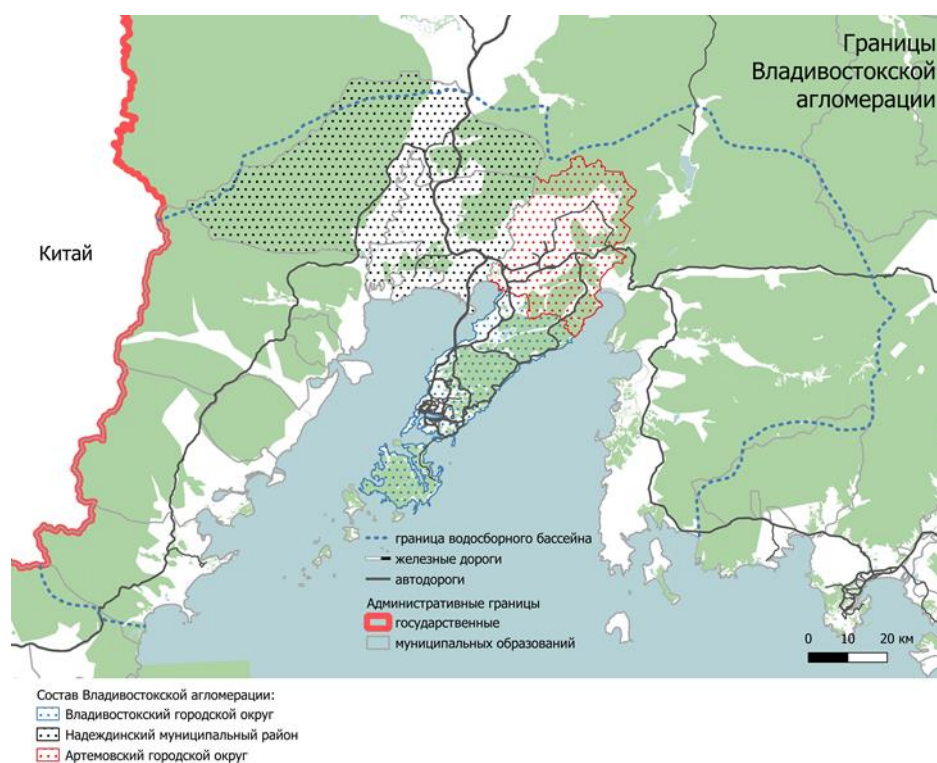 Границы
Владивостокской
агломерации
Китай
граница водосборного бассейна
железные дороги
автодороги
Административные границы
государственные
муниципальных образований
0 10 20 км
Состав Владивостокской агломерации:
Владивостокский городской округ
Надеждинский муниципальный район
Артемовский городской округ